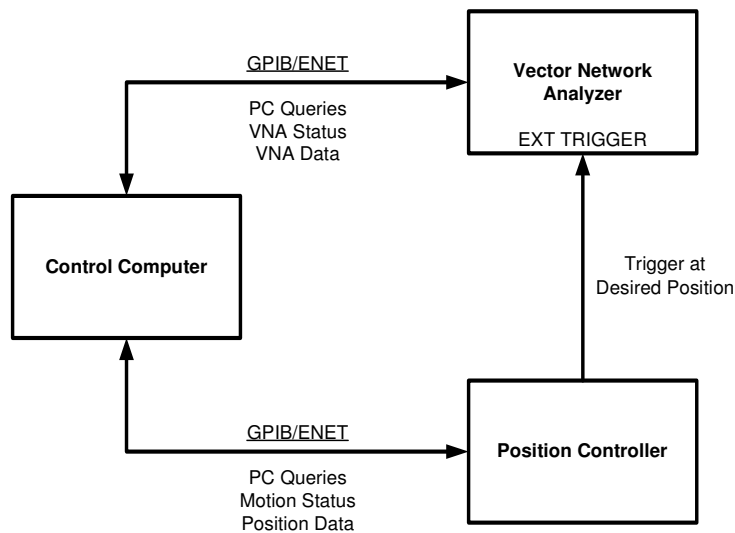 GPIB/ENET
PC Queries
VNA Status
VNA Data
Vector Network
Analyzer
EXT TRIGGER
Control Computer
Trigger at
Desired Position
GPIB/ENET
PC Queries
Motion Status
Position Data
Position Controller